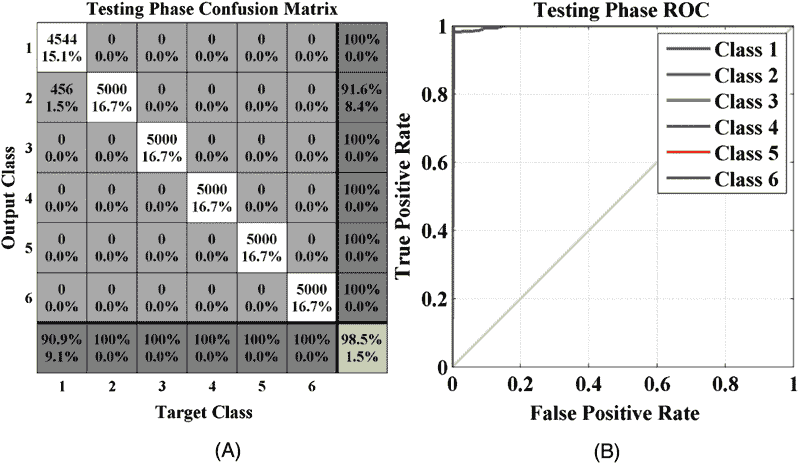 Testing Phase Confusion Matrix
1 4544 0 0 0 0 0 100%
15.1% 0.0% 0.0% 0.0% 0.0% 0.0% 0.0%
2 456 5000 0 0 0 0 91.6%
1.5% 16.7% 0.0% 0.0% 0.0% 0.0% 8.4%
3 0 0 5000 0 0 0 100%
0.0% 0.0% 16.7% 0.0% 0.0% 0.0% 0.0%
4 0 0 0 5000 0 0 100%
0.0% 0.0% 0.0% 16.7% 0.0% 0.0% 0.0%
5 0 0 0 0 5000 0 100%
0.0% 0.0% 0.0% 0.0% 16.7% 0.0% 0.0%
6 0 0 0 0 0 5000 100%
0.0% 0.0% 0.0% 0.0% 0.0% 16.7% 0.0%
90.9% 100% 100% 100% 100% 100% 98.5%
9.1% 0.0% 0.0% 0.0% 0.0% 0.0% 1.5%
1 2 3 4 5 6
Output Class
Target Class
(A)
Testing Phase ROC
Class 1
Class 2
Class 3
Class 4
Class 5
Class 6
1
0.8
0.6
0.4
0.2
0
0 0.2 0.4 0.6 0.8 1
True Positive Rate
False Positive Rate
(B)